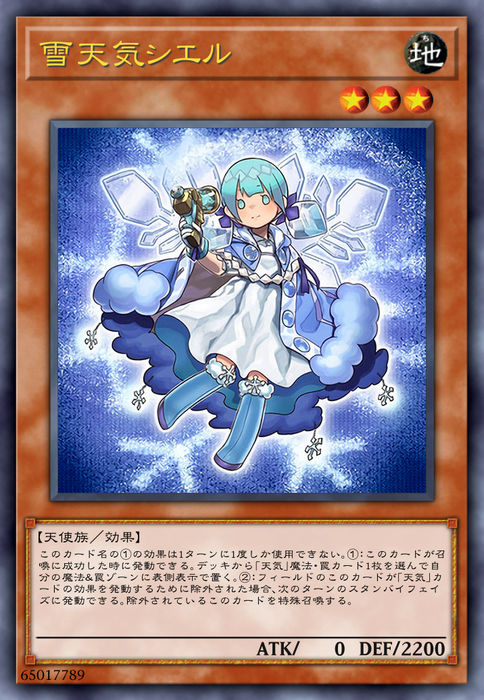 雪天気シエル
ち
地
【天使族／効果】
このカード名の①の効果は1ターンに1度しか使用できない。①:このカードが召
喚に成功した時に発動できる。デッキから「天気」魔法・罠カード1枚を選んで自
分の魔法&罠ゾーンに表側表示で置く。②:フィールドのこのカードが「天気」カ
ードの効果を発動するために除外された場合、次のターンのスタンバイフェイ
ズに発動できる。除外されているこのカードを特殊召喚する。
ATK/ 0 DEF/2200
65017789